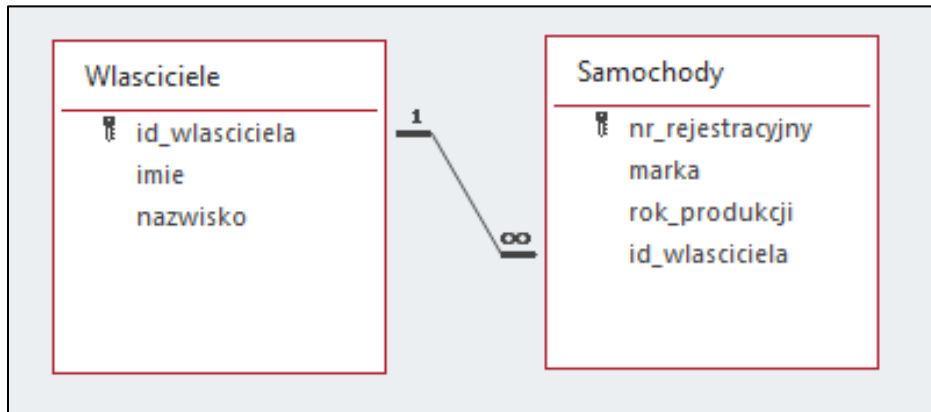 Wlasciciele
id_wlasciciela
imie
nazwisko
1
∞
Samochody
nr_rejestracyjny
marka
rok_produkcji
id_wlasciciela